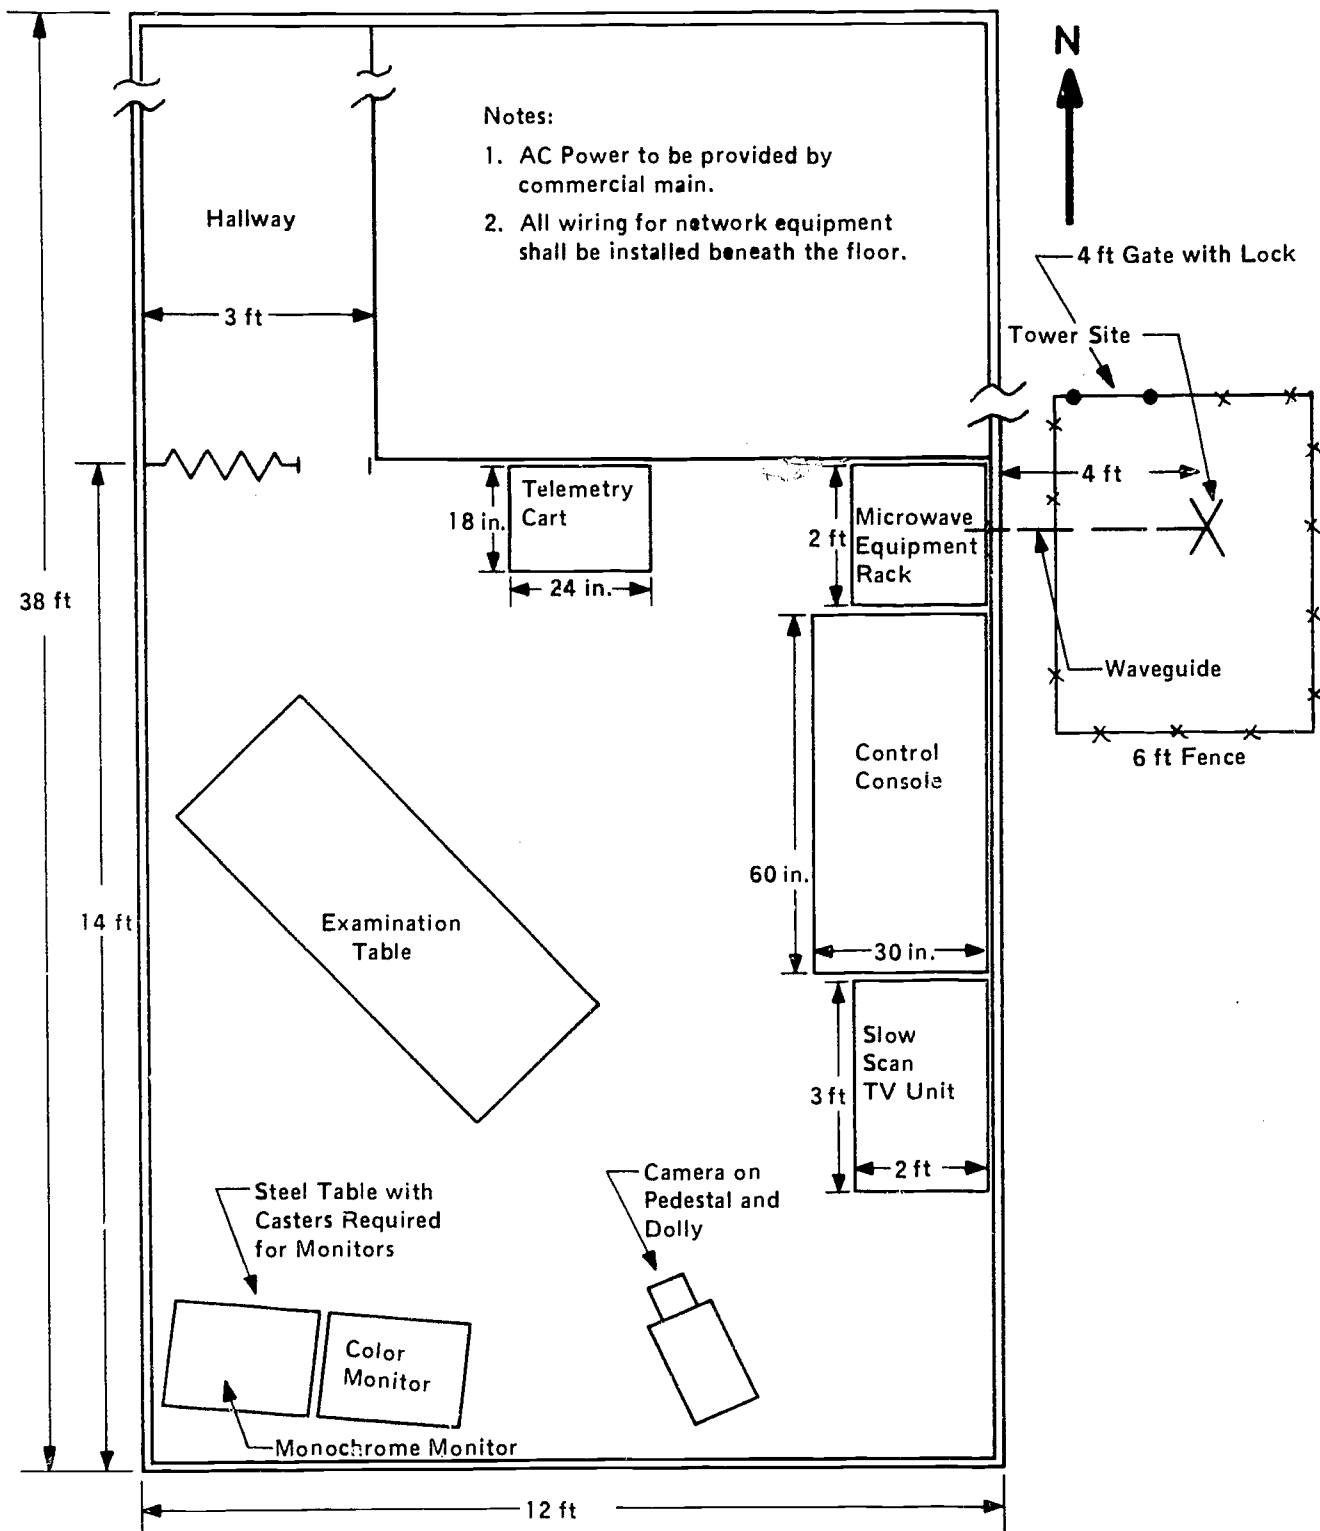 N
Notes:
1. AC Power to be provided by
commercial main.
2. All wiring for network equipment
shall be installed beneath the floor.
Hallway
4 ft Gate with Lock
3 ft
Tower Site
4 ft
Telemetry
Cart
18 in.
24 in.
Microwave
Equipment
Rack
2 ft
38 ft
Waveguide
6 ft Fence
Control
Console
60 in.
30 in.
14 ft
Examination
Table
Slow
Scan
TV Unit
3 ft
2 ft
Steel Table with
Casters Required
for Monitors
Camera on
Pedestal and
Dolly
Color
Monitor
Monochrome Monitor
12 ft